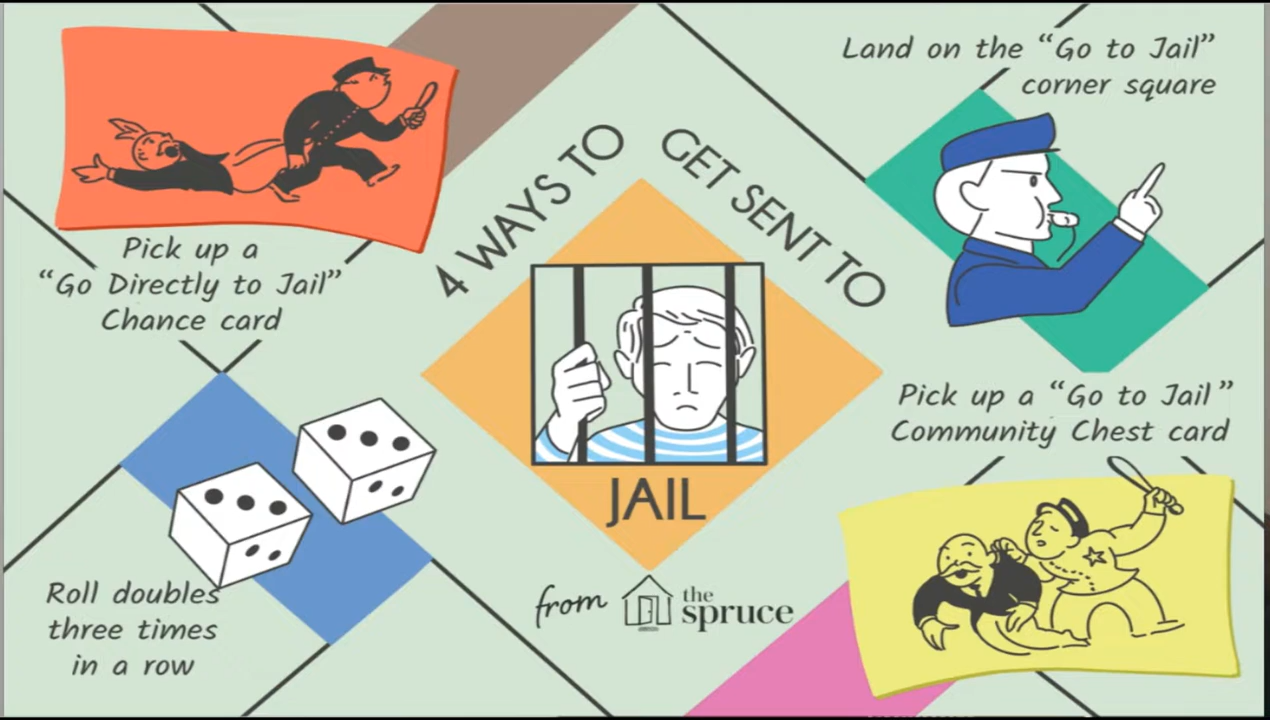 4 WAYS TO GET SENT TO
JAIL
Pick up a
“Go Directly to Jail”
Chance card
Land on the “Go to Jail”
corner square
Roll doubles
three times
in a row
Pick up a “Go to Jail”
Community Chest card
from the
spruce